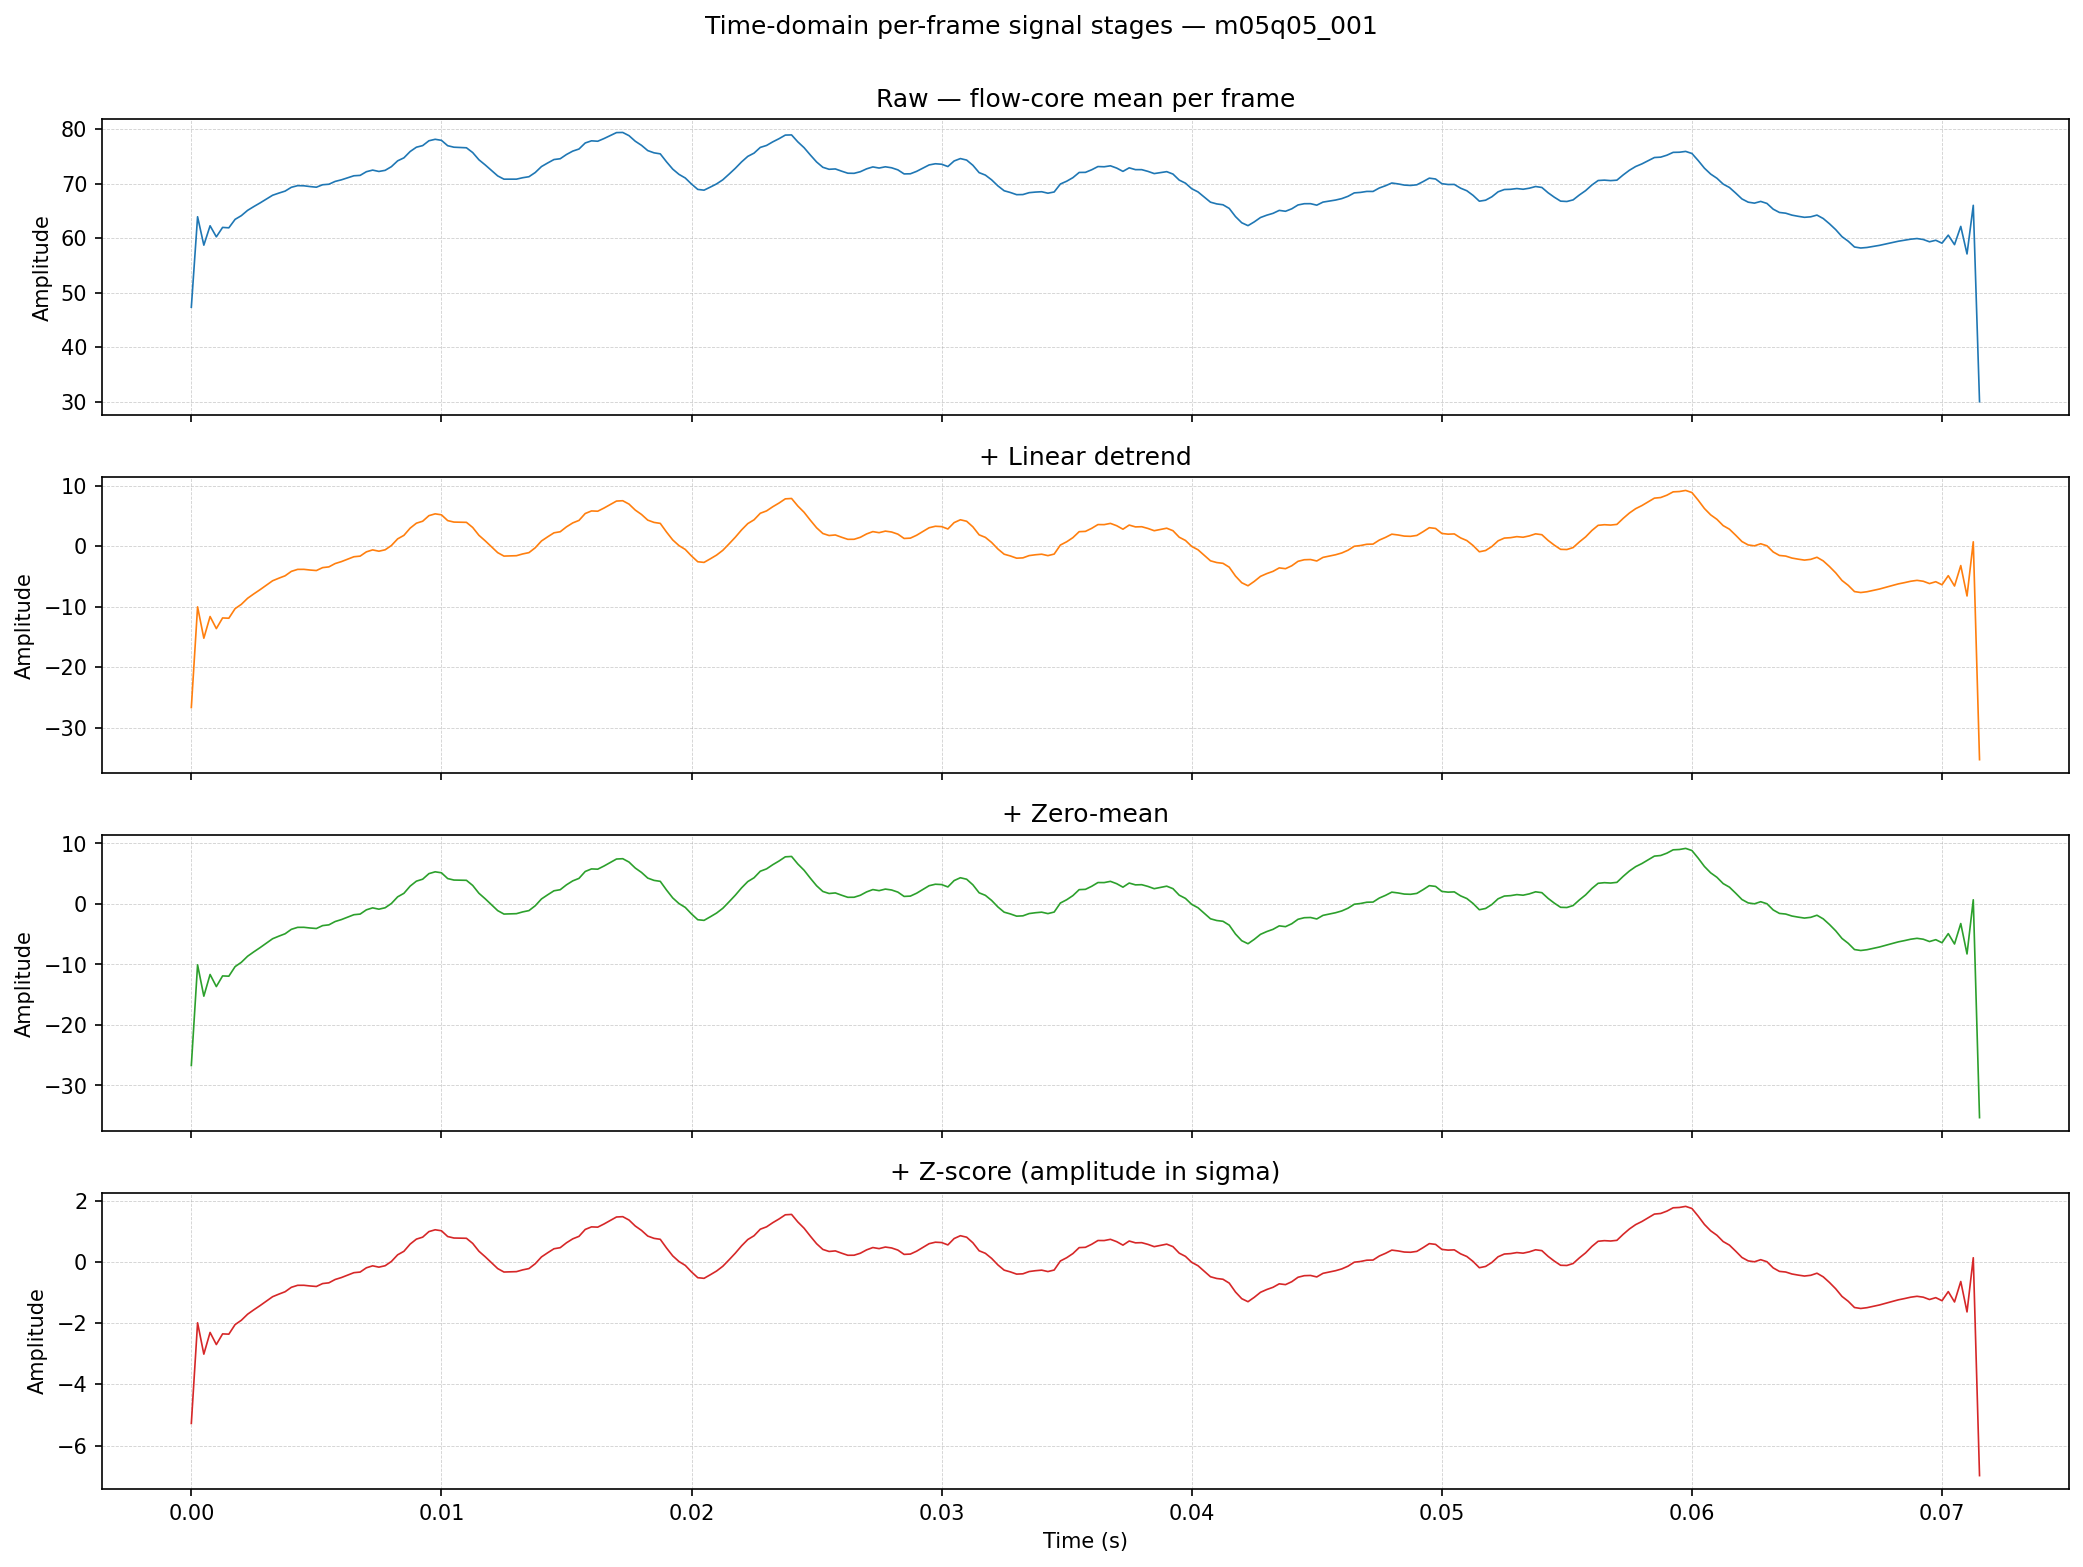 Time-domain per-frame signal stages — m05q05_001
Raw — flow-core mean per frame
80
70
60
50
40
30
Amplitude
+ Linear detrend
10
0
−10
−20
−30
Amplitude
+ Zero-mean
10
0
−10
−20
−30
Amplitude
+ Z-score (amplitude in sigma)
2
0
−2
−4
−6
Amplitude
0.00 0.01 0.02 0.03 0.04 0.05 0.06 0.07
Time (s)